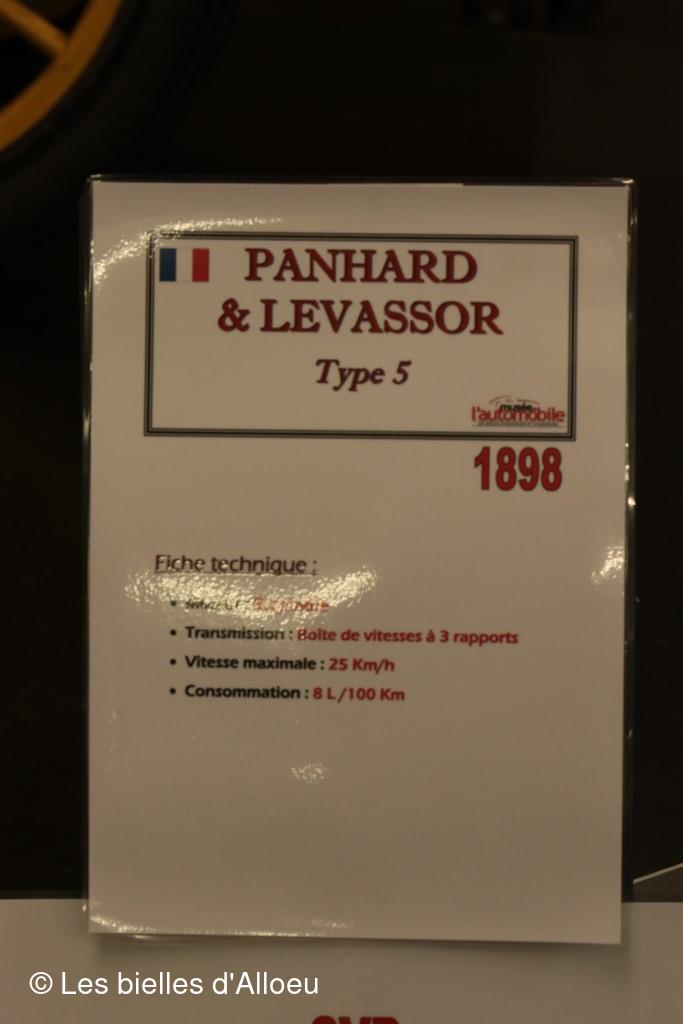 PANHARD
& LEVASSOR
Type 5
musée
l'automobile
1898
Fiche technique :
• Transmission : Boîte de vitesses à 3 rapports
• Vitesse maximale : 25 Km/h
• Consommation : 8 L/100 Km
© Les bielles d'Alloeu